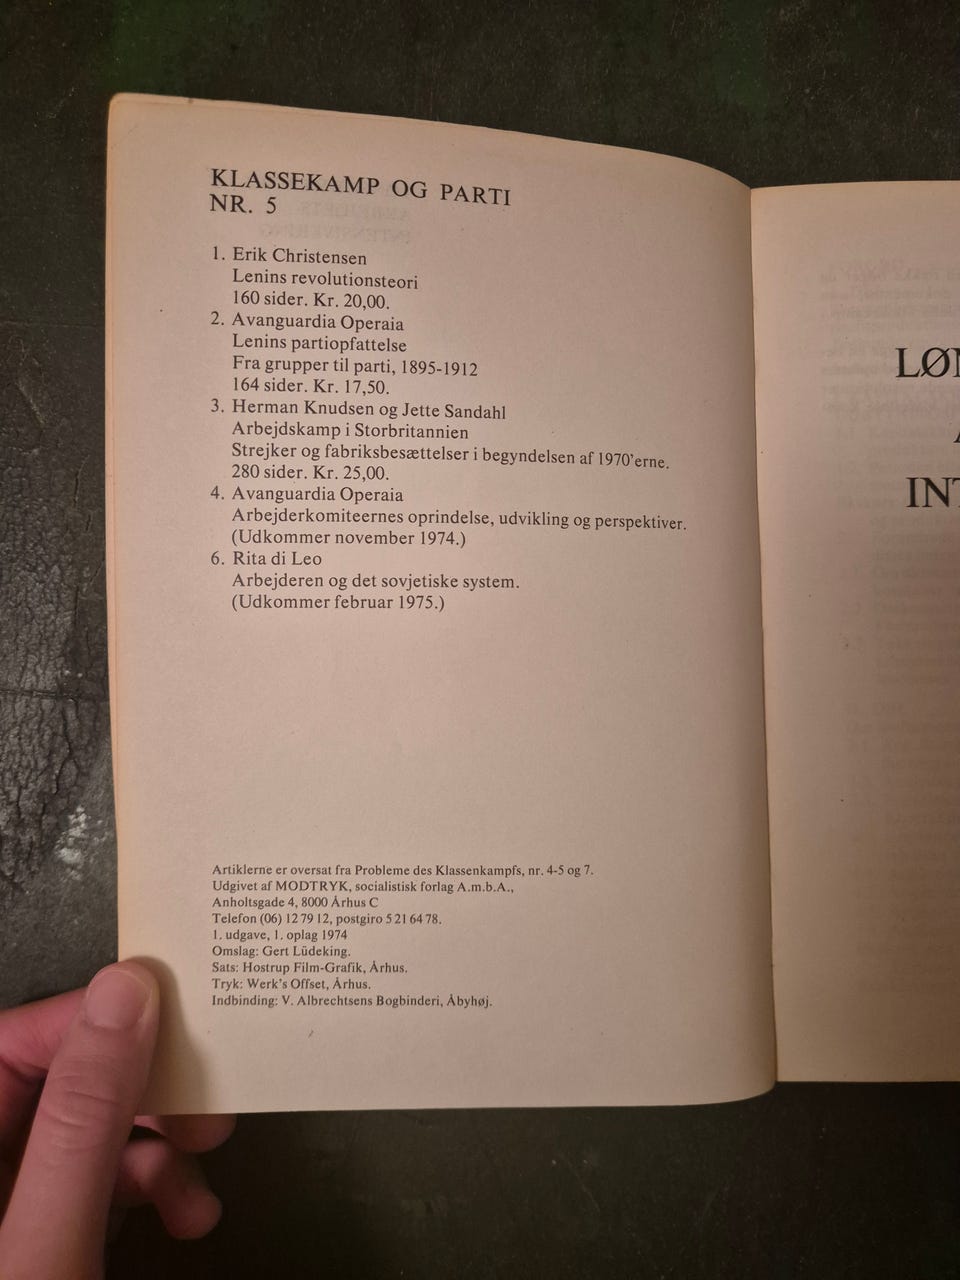 KLASSEKAMP OG PARTI
NR. 5
1. Erik Christensen
Lenins revolutionsteori
160 sider. Kr. 20,00.
2. Avanguardia Operaia
Lenins partiopfattelse
Fra grupper til parti, 1895-1912
164 sider. Kr. 17,50.
3. Herman Knudsen og Jette Sandahl
Arbejdskamp i Storbritannien
Strejker og fabriksbesættelser i begyndelsen af 1970'erne.
280 sider. Kr. 25,00.
4. Avanguardia Operaia
Arbejderkomiteernes oprindelse, udvikling og perspektiver.
(Udkommer november 1974.)
6. Rita di Leo
Arbejderen og det sovjetiske system.
(Udkommer februar 1975.)
Artiklerne er oversat fra Probleme des Klassenkampfs, nr. 4-5 og 7.
Udgivet af MODTRYK, socialistisk forlag A.m.b.A.,
Anholtsgade 4, 8000 Århus C
Telefon (06) 12 79 12, postgiro 5 21 64 78.
1. udgave, 1. oplag 1974
Omslag: Gert Lüdeking.
Sats: Hostrup Film-Grafik, Århus.
Tryk: Werk's Offset, Århus.
Indbinding: V. Albrechtsens Bogbinderi, Åbyhøj.